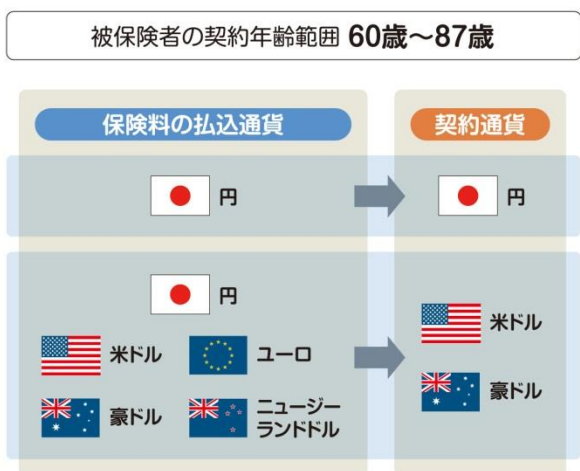 被保険者の契約年齢範囲 60歳～87歳
保険料の払込通貨
契約通貨
円
円
円
米ドル
ユーロ
豪ドル
ニュージー
ランドドル
米ドル
豪ドル